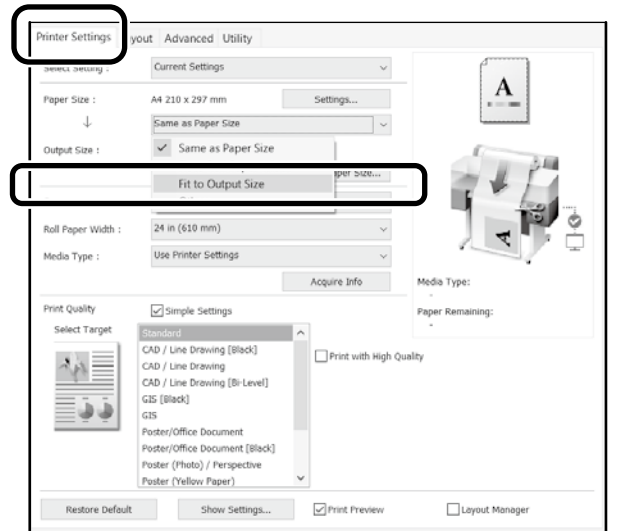 Printer Settings yout Advanced Utility
Select Setting : Current Settings
Paper Size : A4 210 x 297 mm Settings...
Same as Paper Size
Output Size : Same as Paper Size
per Size...
Fit to Output Size
Roll Paper Width : 24 in (610 mm)
Media Type : Use Printer Settings
Acquire Info
Media Type:
-
Paper Remaining:
-
Print Quality Simple Settings
Select Target
Standard
CAD / Line Drawing [Black]
CAD / Line Drawing
CAD / Line Drawing [Bi-Level]
GIS [Black]
GIS
Poster/Office Document
Poster/Office Document [Black]
Poster (Photo) / Perspective
Poster (Yellow Paper)
Print with High Quality
A
A
Restore Default Show Settings... Print Preview Layout Manager